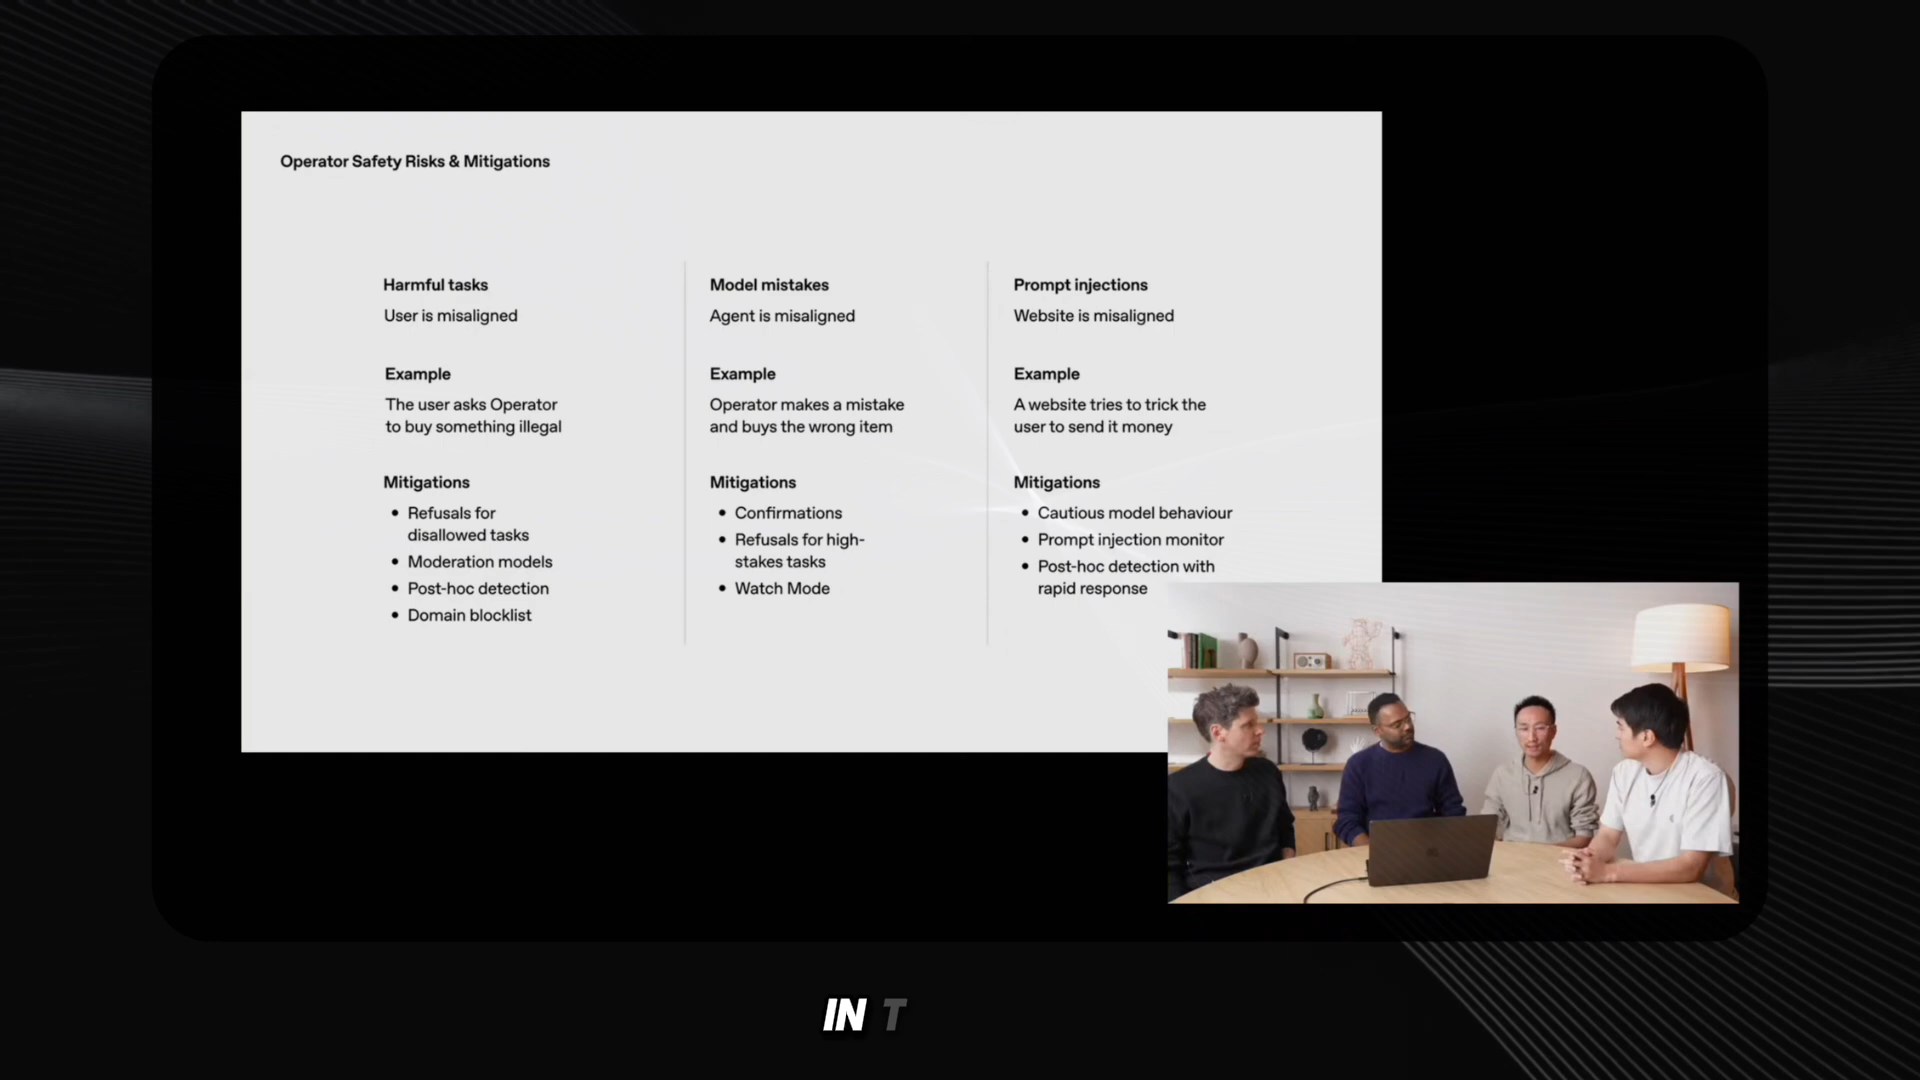 Operator Safety Risks & Mitigations
Harmful tasks
User is misaligned
Example
The user asks Operator
to buy something illegal
Mitigations
• Refusals for
disallowed tasks
• Moderation models
• Post-hoc detection
• Domain blocklist
Model mistakes
Agent is misaligned
Example
Operator makes a mistake
and buys the wrong item
Mitigations
• Confirmations
• Refusals for high-
stakes tasks
• Watch Mode
Prompt injections
Website is misaligned
Example
A website tries to trick the
user to send it money
Mitigations
• Cautious model behaviour
• Prompt injection monitor
• Post-hoc detection with
rapid response
IN T